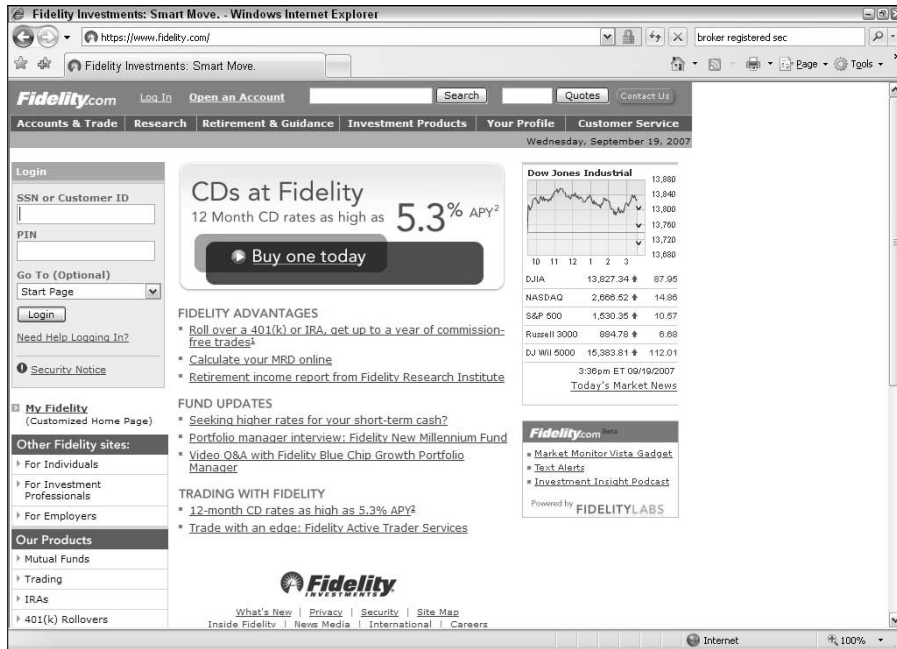 Fidelity Investments: Smart Move. - Windows Internet Explorer
https://www.fidelity.com/
broker registered sec
Fidelity Investments: Smart Move.
Page
Tools
Fidelity.com
Log In
Open an Account
Search
Quotes
Contact Us
Accounts & Trade
Research
Retirement & Guidance
Investment Products
Your Profile
Customer Service
Wednesday, September 19, 2007
Login
SSN or Customer ID
PIN
Go To (Optional)
Start Page
Login
Need Help Logging In?
Security Notice
My Fidelity
(Customized Home Page)
Other Fidelity sites:
For Individuals
For Investment
Professionals
For Employers
Our Products
Mutual Funds
Trading
IRAs
401(k) Rollovers
CDs at Fidelity
12 Month CD rates as high as 5.3% APY2
Buy one today
FIDELITY ADVANTAGES
Roll over a 401(k) or IRA, get up to a year of commission-
free trades1
Calculate your MRD online
Retirement income report from Fidelity Research Institute
FUND UPDATES
Seeking higher rates for your short-term cash?
Portfolio manager interview: Fidelity New Millennium Fund
Video Q&A with Fidelity Blue Chip Growth Portfolio
Manager
TRADING WITH FIDELITY
12-month CD rates as high as 5.3% APY2
Trade with an edge: Fidelity Active Trader Services
Fidelity
INVESTMENTS
What's New | Privacy | Security | Site Map
Inside Fidelity | News Media | International | Careers
Dow Jones Industrial
13,880
13,840
13,800
13,760
13,720
13,680
10 11 12 1 2 3
DJIA 13,827.34 87.95
NASDAQ 2,666.52 14.86
S&P 500 1,530.35 10.57
Russell 3000 884.78 6.68
DJ Wil 5000 15,383.81 112.01
3:36pm ET 09/19/2007
Today's Market News
Fidelity.com Beta
Market Monitor Vista Gadget
Text Alerts
Investment Insight Podcast
Powered by FIDELITYLABS
Internet
100%